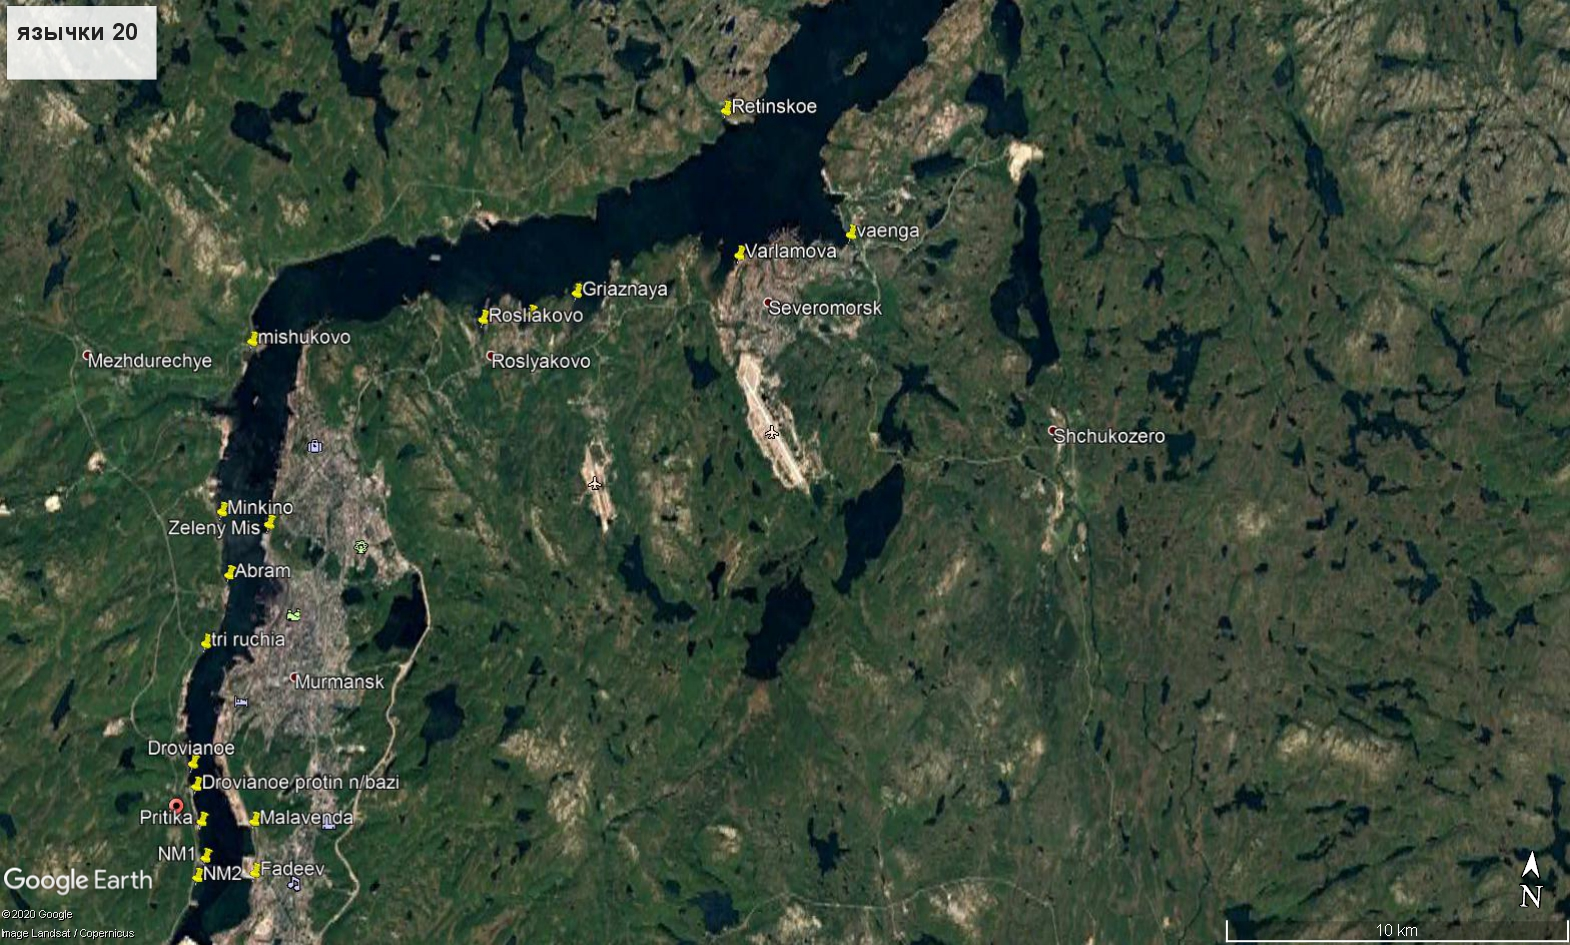 язычки 20
Retinskoe
vaenga
Varlamova
Griaznaya
Severomorsk
Rosliakovo
mishukovo
Mezhdurechye
Roslyakovo
Shchukozero
Minkino
Zeleny Mis
Abram
tri ruchia
Murmansk
Drovianoe
Drovianoe protin n/bazi
Pritika
Malavenda
NM1
NM2
Fadeev
Google Earth
N
©2020 Google
10 km
Image Landsat / Copernicus